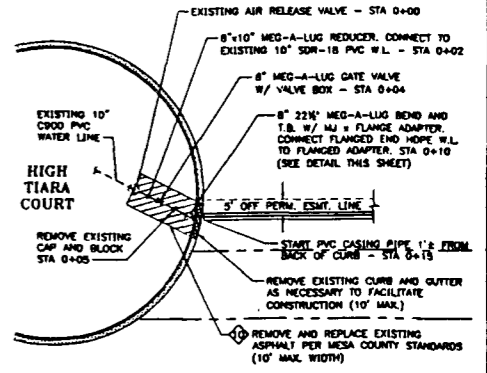 EXISTING AIR RELEASE VALVE - STA 0+00
8"x10" MEG-A-LUG REDUCER. CONNECT TO
EXISTING 10" SDR-18 PVC W.L. - STA 0+02
8" MEG-A-LUG GATE VALVE
W/ VALVE BOX - STA 0+04
8" 22½° MEG-A-LUG BEND AND
T.B. W/ MJ x FLANGE ADAPTER.
CONNECT FLANGED END HDPE W.L.
TO FLANGED ADAPTER. STA 0+10
(SEE DETAIL THIS SHEET)
EXISTING 10"
C900 PVC
WATER LINE
HIGH
TIARA
COURT
5' OFF PERM. ESMT. LINE
REMOVE EXISTING
CAP AND BLOCK
STA 0+05
START PVC CASING PIPE 1'± FROM
BACK OF CURB - STA 0+15
REMOVE EXISTING CURB AND GUTTER
AS NECESSARY TO FACILITATE
CONSTRUCTION (10' MAX.)
REMOVE AND REPLACE EXISTING
ASPHALT PER MESA COUNTY STANDARDS
(10' MAX. WIDTH)